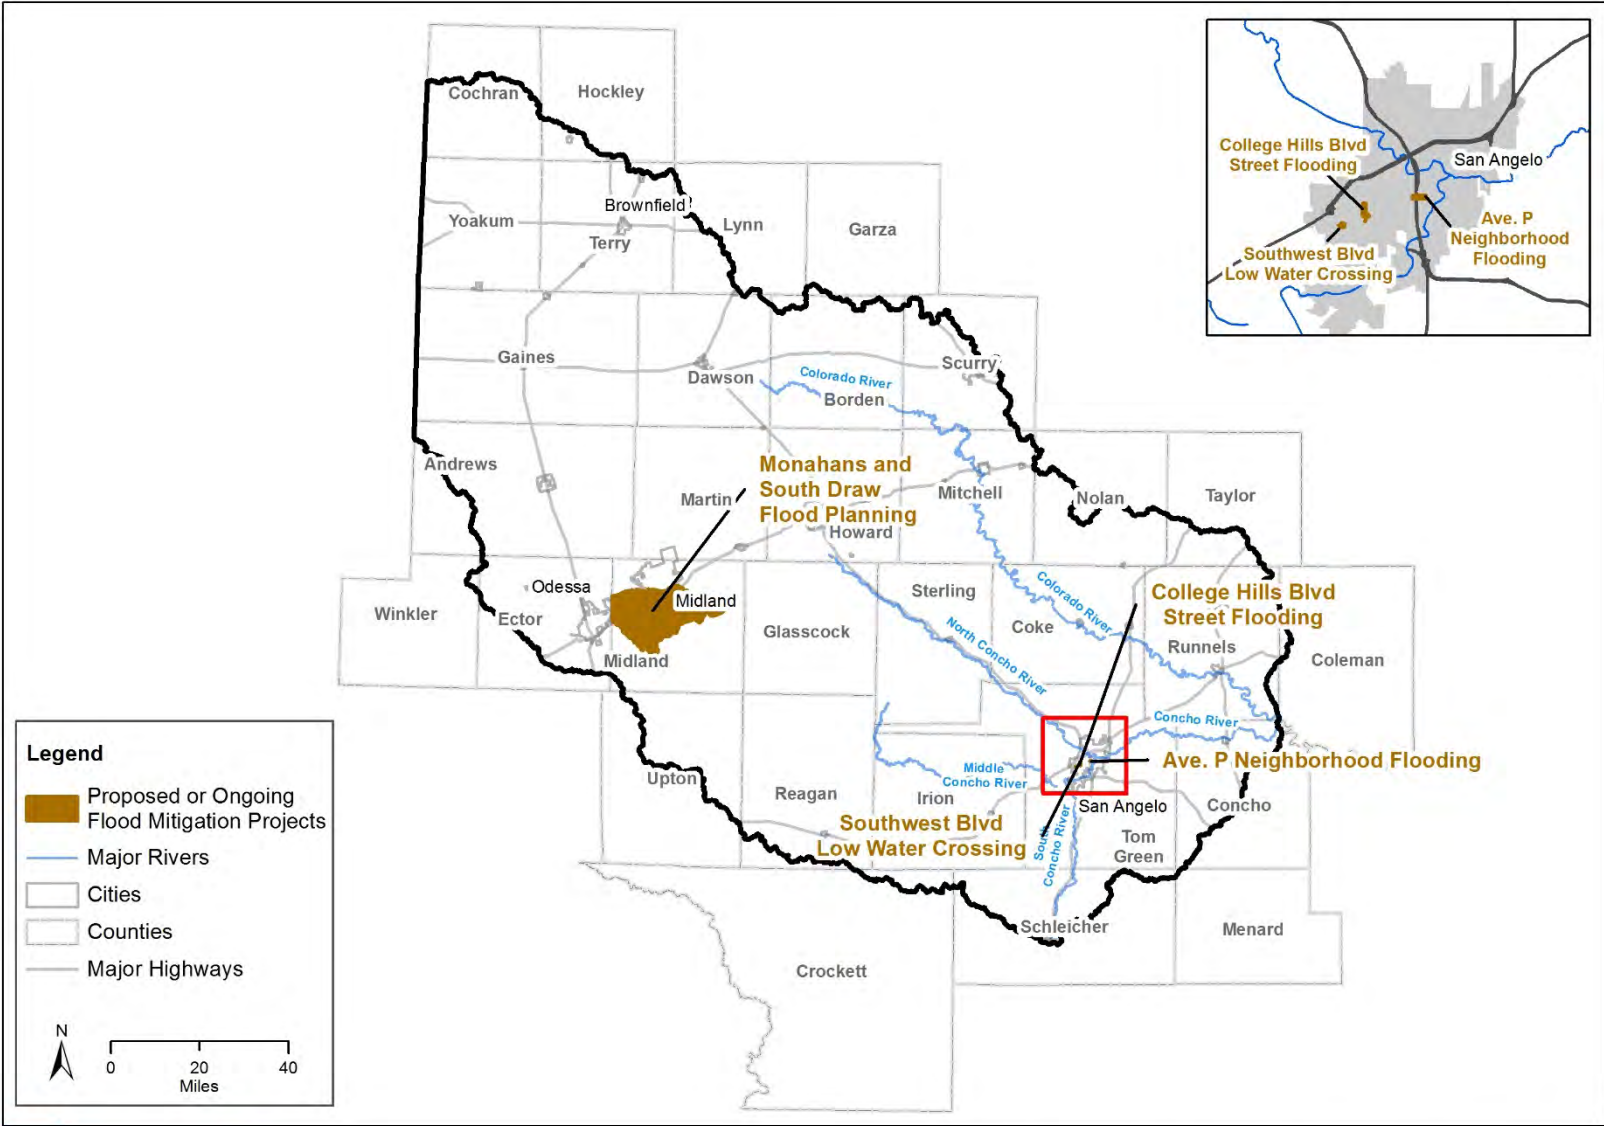 Cochran
Hockley
Brownfield
Yoakum
Terry
Lynn
Garza
Gaines
Dawson
Colorado River
Borden
Scurry
Andrews
Martin
Monahans and
South Draw
Flood Planning
Howard
Mitchell
Nolan
Taylor
Winkler
Odessa
Ector
Midland
Midland
Glasscock
Sterling
North Concho River
Coke
Colorado River
College Hills Blvd
Street Flooding
Runnels
Coleman
Concho River
Upton
Reagan
Middle
Concho River
Irion
Ave. P Neighborhood Flooding
San Angelo
Concho
Southwest Blvd
Low Water Crossing
South
Concho River
Tom
Green
Schleicher
Menard
Crockett
College Hills Blvd
Street Flooding
San Angelo
Ave. P
Neighborhood
Flooding
Southwest Blvd
Low Water Crossing
Legend
Proposed or Ongoing
Flood Mitigation Projects
Major Rivers
Cities
Counties
Major Highways
N
0 20 40
Miles